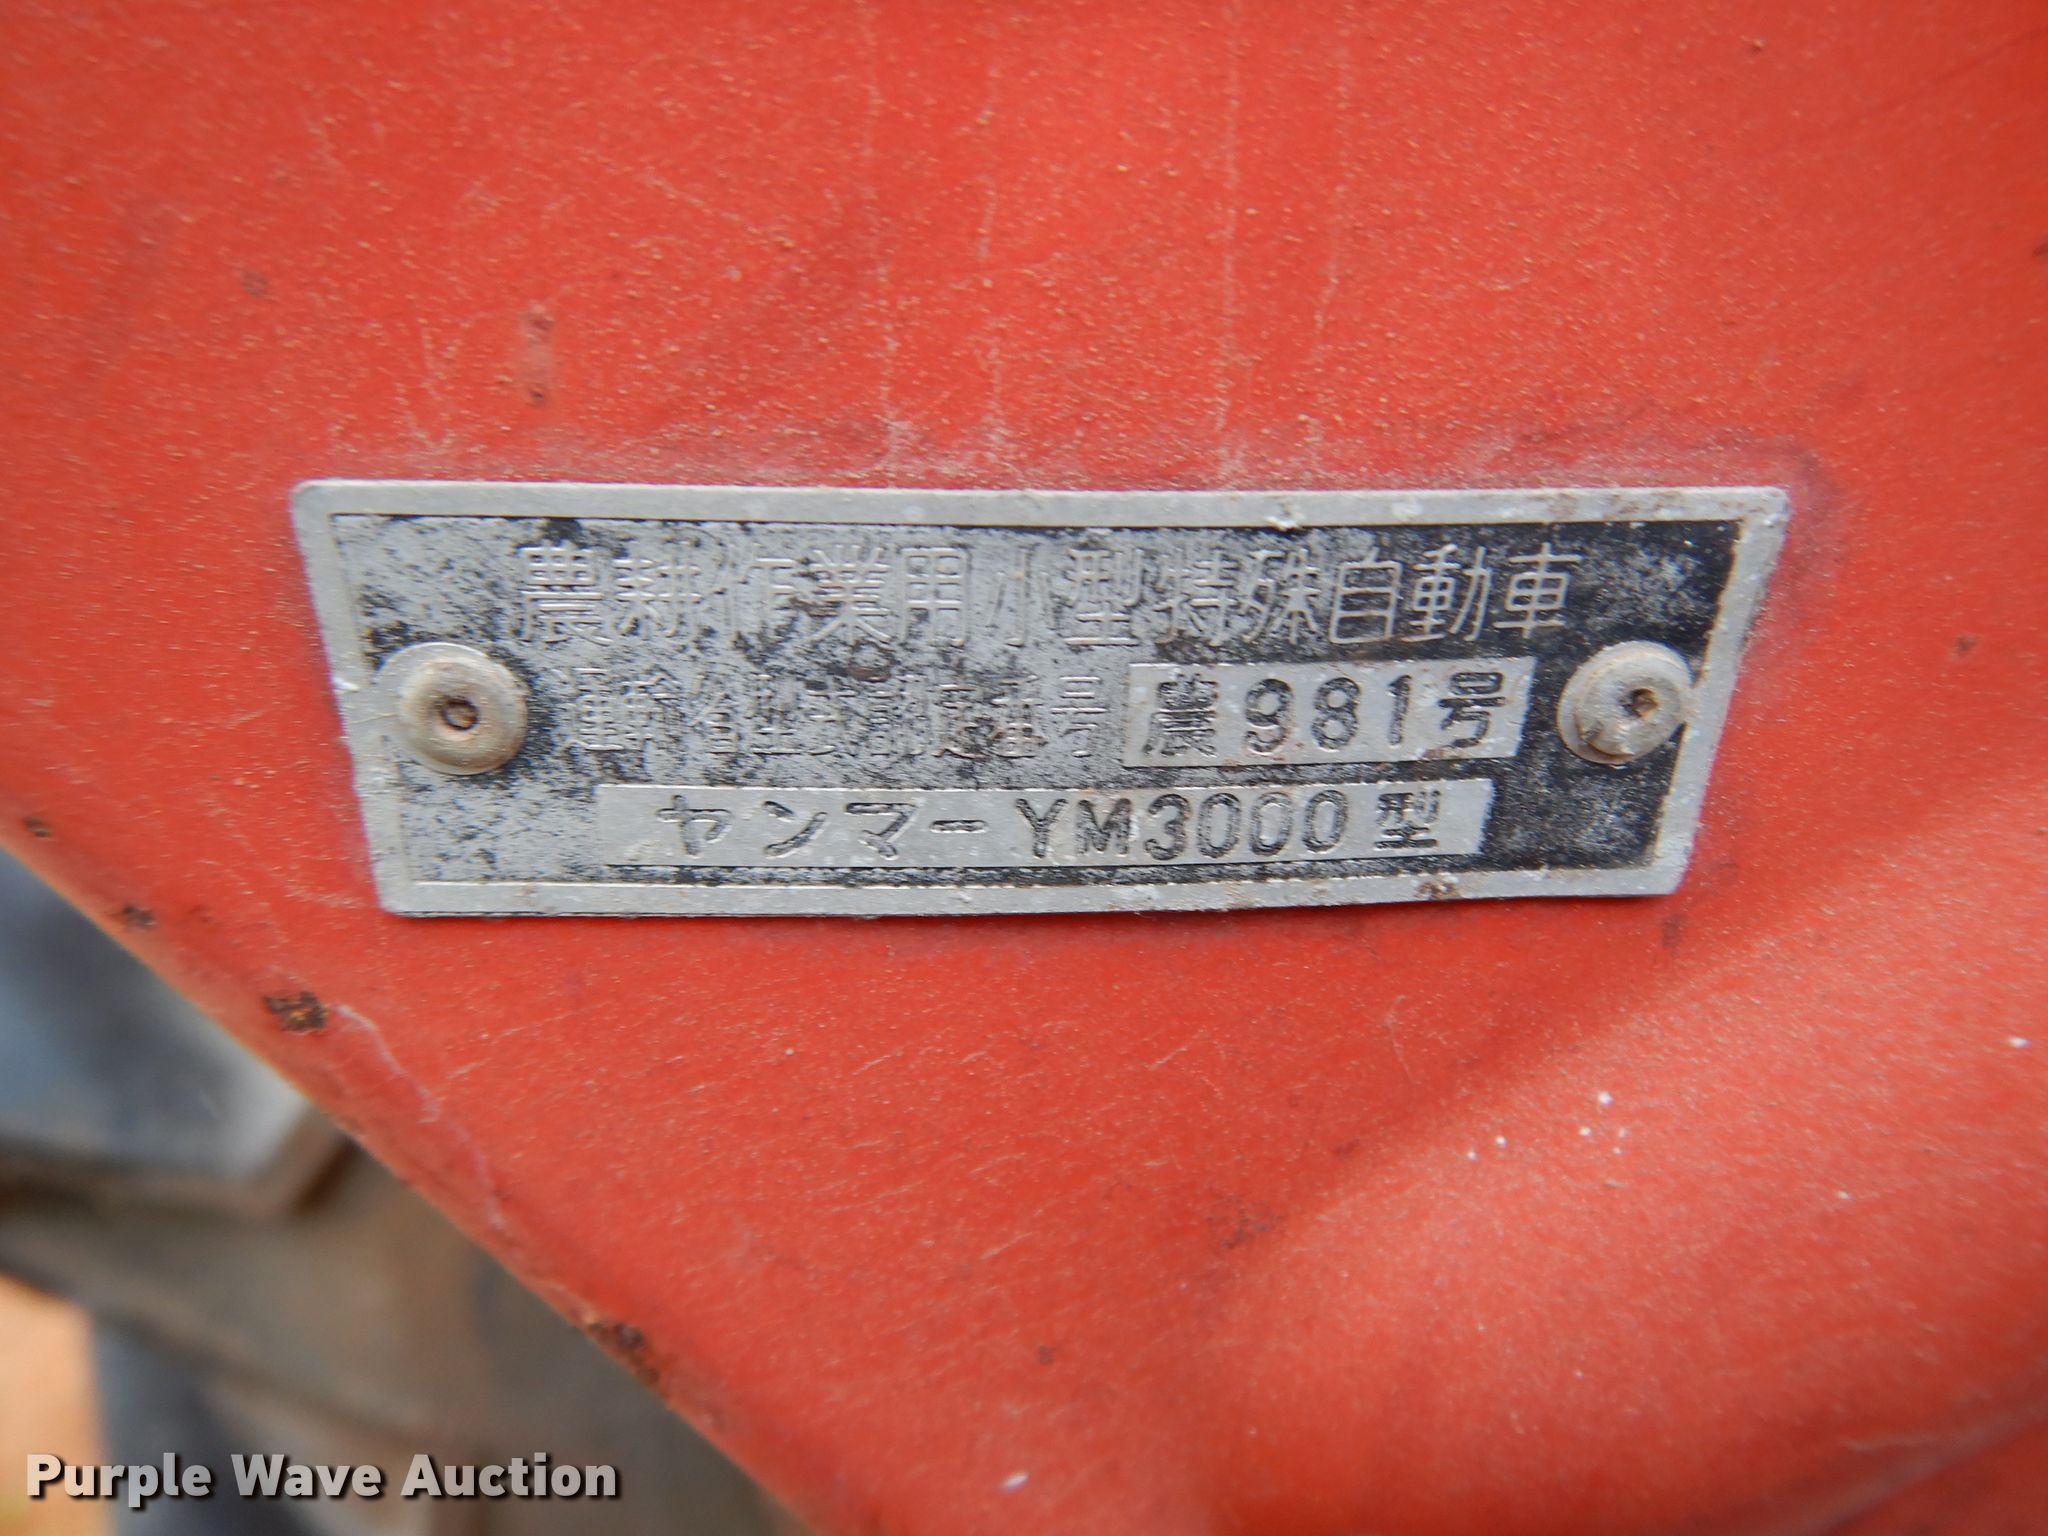 農耕作業用小型特殊自動車
運輸省型式認定番号 農981号
ヤンマーYM3000型
Purple Wave Auction